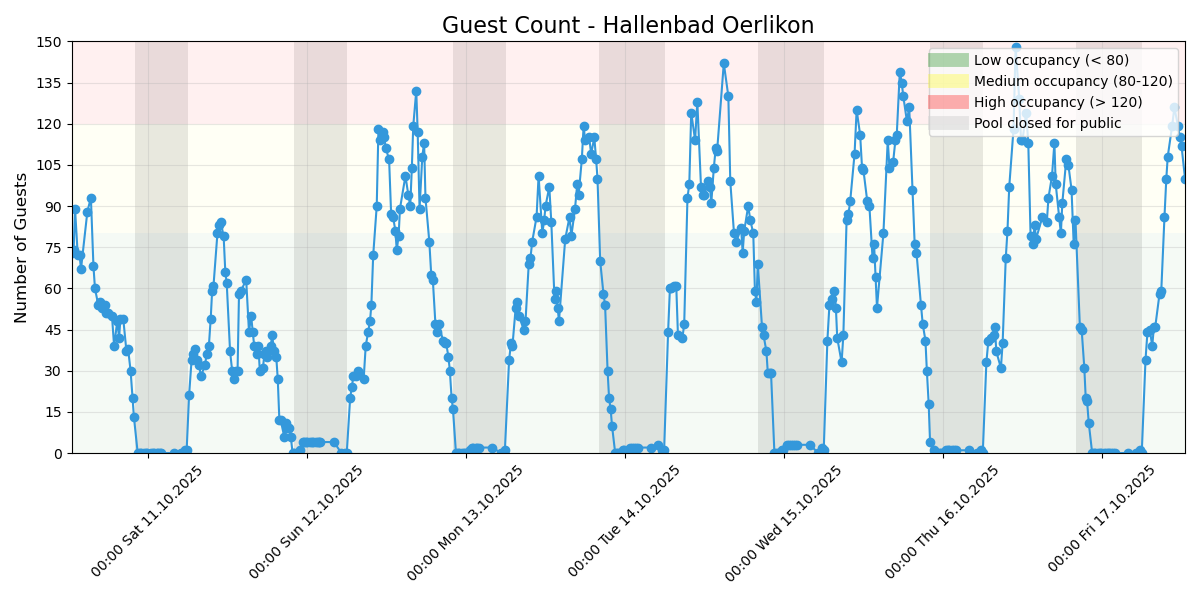 Guest Count - Hallenbad Oerlikon
Number of Guests
150
135
120
105
90
75
60
45
30
15
0
Low occupancy (< 80)
Medium occupancy (80-120)
High occupancy (> 120)
Pool closed for public
00:00 Sat 11.10.2025
00:00 Sun 12.10.2025
00:00 Mon 13.10.2025
00:00 Tue 14.10.2025
00:00 Wed 15.10.2025
00:00 Thu 16.10.2025
00:00 Fri 17.10.2025